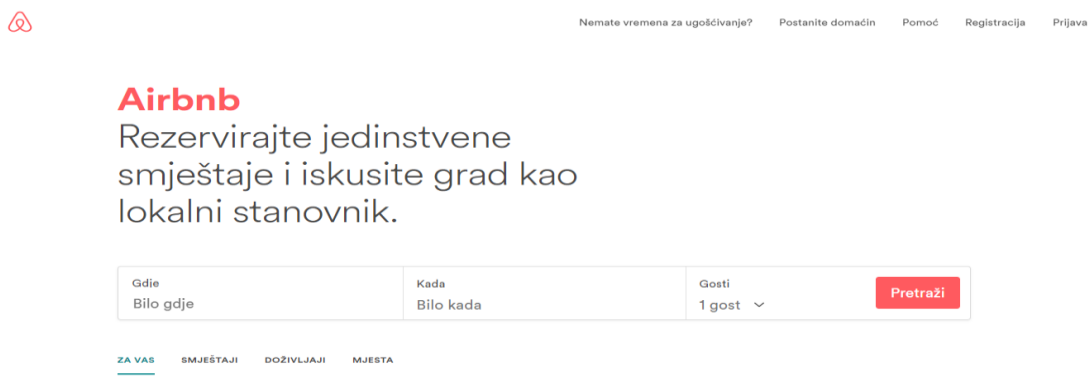 Nemate vremena za ugošćivanje? Postanite domaćin Pomoć Registracija Prijava
Airbnb
Rezervirajte jedinstvene
smještaje i iskusite grad kao
lokalni stanovnik.
Gdje Kada Gosti
Bilo gdje Bilo kada 1 gost Pretraži
ZA VAS SMJEŠTAJI DOŽIVLJAJI MJESTA